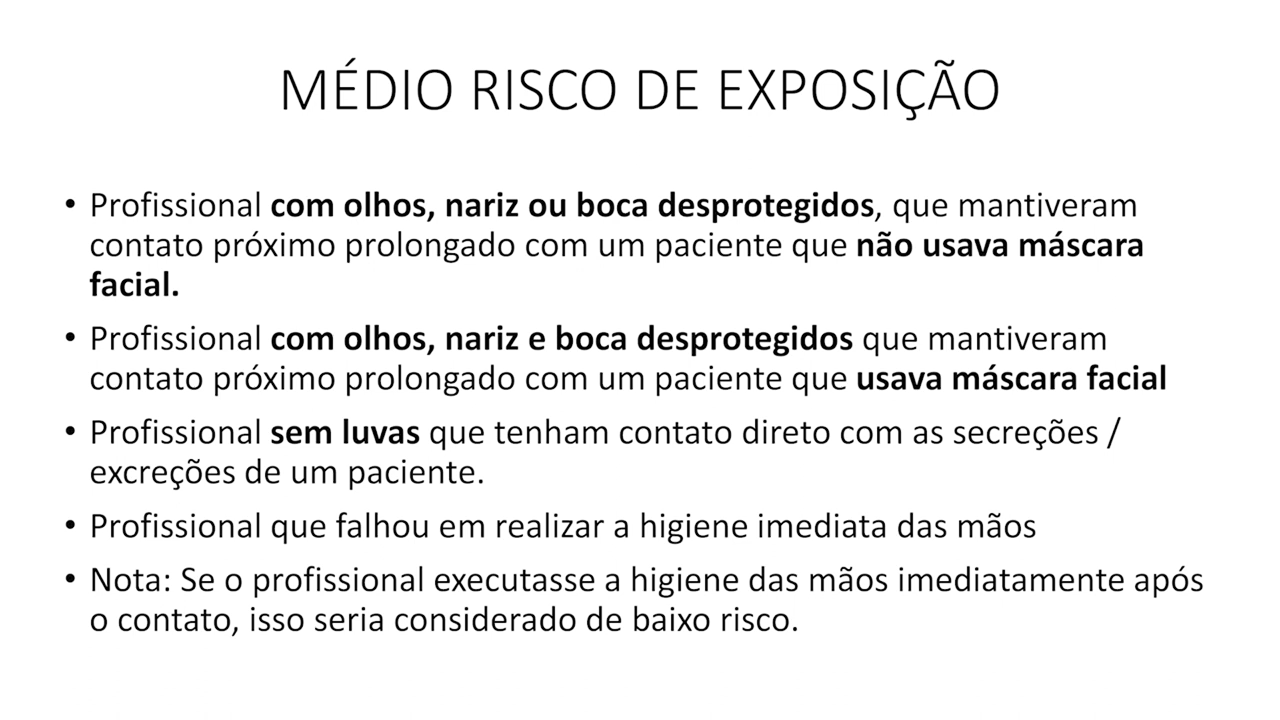 MÉDIO RISCO DE EXPOSIÇÃO
• Profissional com olhos, nariz ou boca desprotegidos, que mantiveram
contato próximo prolongado com um paciente que não usava máscara
facial.
• Profissional com olhos, nariz e boca desprotegidos que mantiveram
contato próximo prolongado com um paciente que usava máscara facial
• Profissional sem luvas que tenham contato direto com as secreções /
excreções de um paciente.
• Profissional que falhou em realizar a higiene imediata das mãos
• Nota: Se o profissional executasse a higiene das mãos imediatamente após
o contato, isso seria considerado de baixo risco.